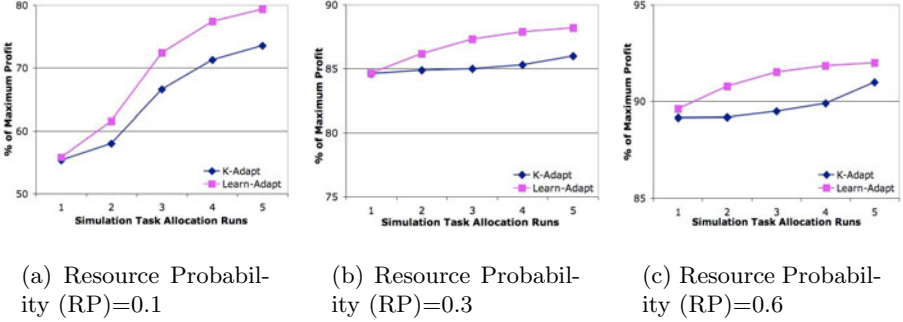 80
70
60
50
% of Maximum Profit
K-Adapt
Learn-Adapt
1 2 3 4 5
Simulation Task Allocation Runs
90
85
80
75
% of Maximum Profit
K-Adapt
Learn-Adapt
1 2 3 4 5
Simulation Task Allocation Runs
95
90
85
% of Maximum Profit
K-Adapt
Learn-Adapt
1 2 3 4 5
Simulation Task Allocation Runs
(a) Resource Probabil-
ity (RP)=0.1
(b) Resource Probabil-
ity (RP)=0.3
(c) Resource Probabil-
ity (RP)=0.6